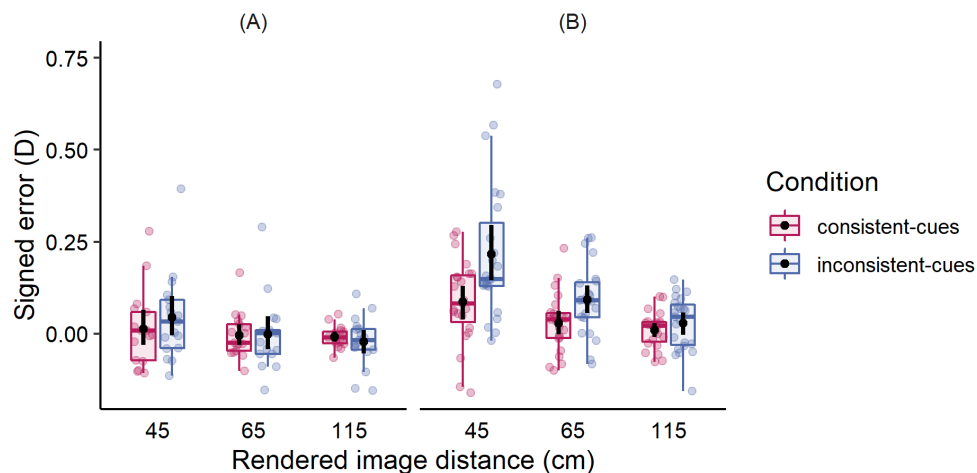 (A) (B)
Signed error (D)
0.75
0.50
0.25
0.00
45 65 115 45 65 115
Rendered image distance (cm)
Condition
consistent-cues
inconsistent-cues